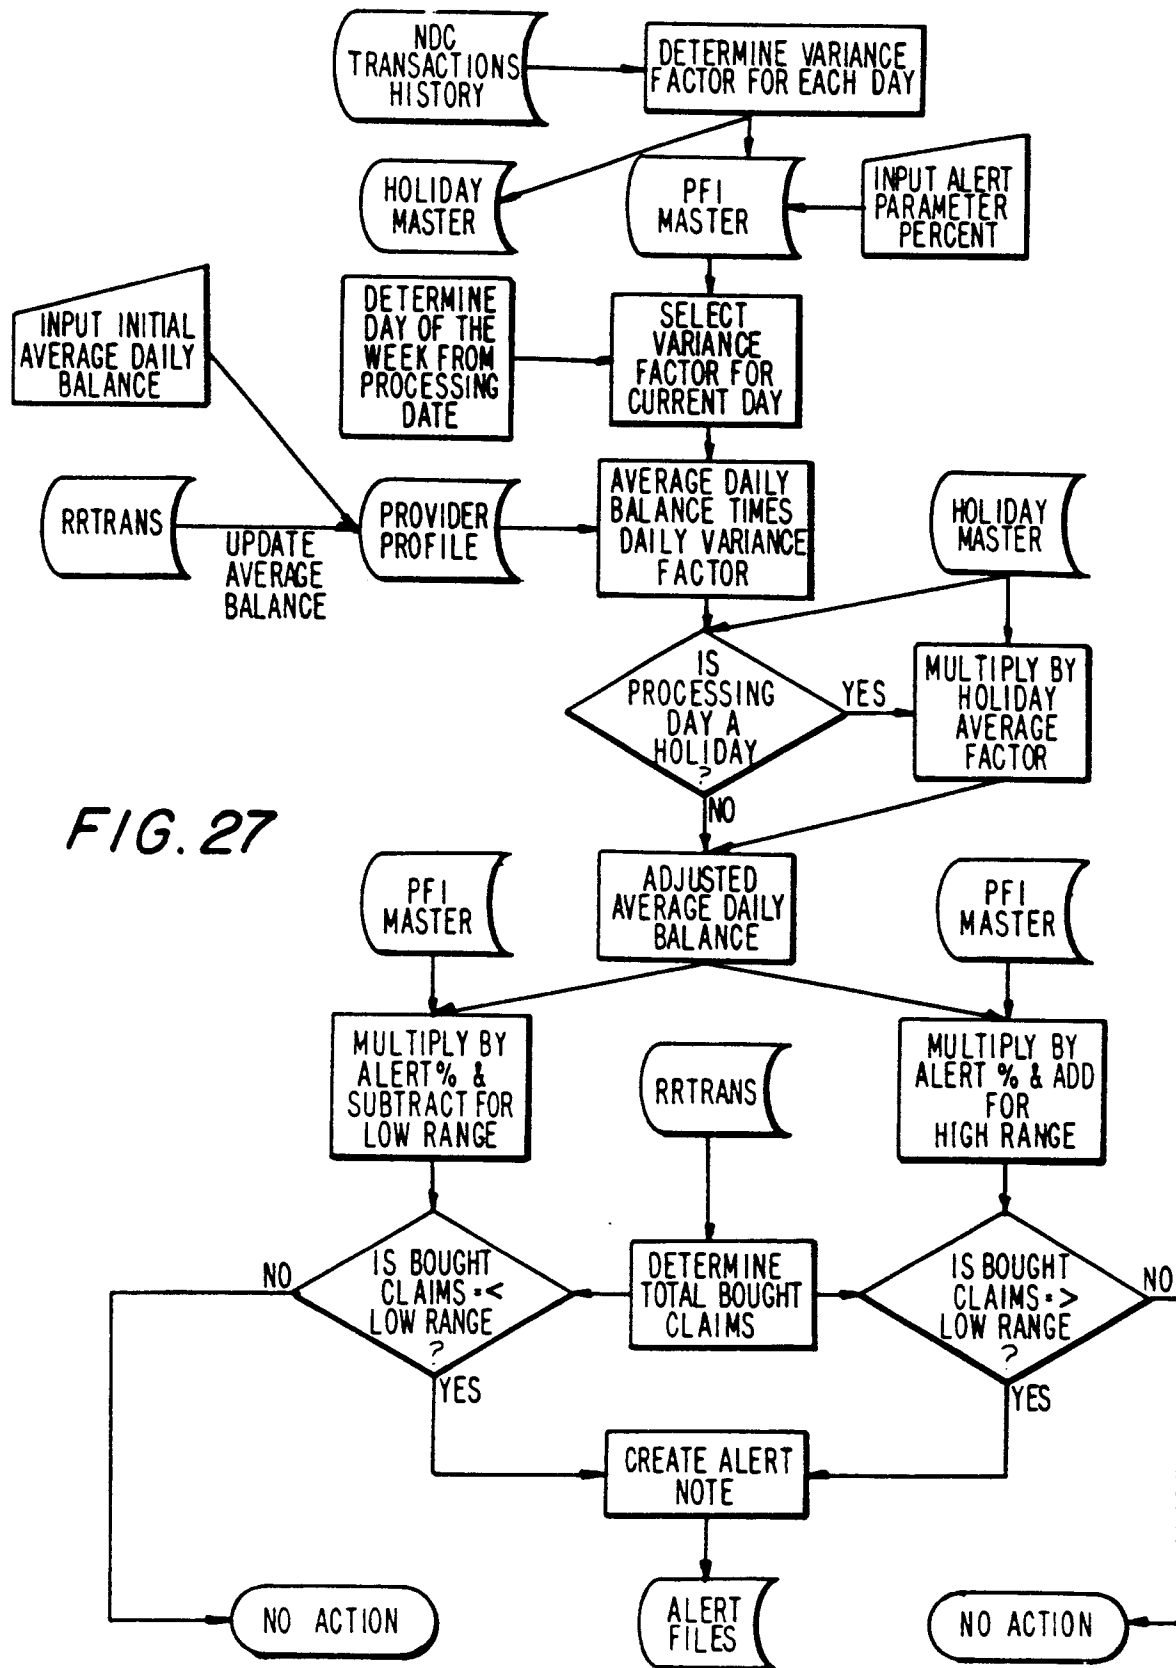 NDC
TRANSACTIONS
HISTORY
DETERMINE VARIANCE
FACTOR FOR EACH DAY
HOLIDAY
MASTER
PFI
MASTER
INPUT ALERT
PARAMETER
PERCENT
INPUT INITIAL
AVERAGE DAILY
BALANCE
DETERMINE
DAY OF THE
WEEK FROM
PROCESSING
DATE
SELECT
VARIANCE
FACTOR FOR
CURRENT DAY
RRTRANS
UPDATE
AVERAGE
BALANCE
PROVIDER
PROFILE
AVERAGE DAILY
BALANCE TIMES
DAILY VARIANCE
FACTOR
HOLIDAY
MASTER
IS
PROCESSING
DAY A
HOLIDAY
?
YES
NO
MULTIPLY BY
HOLIDAY
AVERAGE
FACTOR
FIG. 27
PFI
MASTER
ADJUSTED
AVERAGE DAILY
BALANCE
PFI
MASTER
MULTIPLY BY
ALERT % &
SUBTRACT FOR
LOW RANGE
RRTRANS
MULTIPLY BY
ALERT % & ADD
FOR
HIGH RANGE
NO
IS BOUGHT
CLAIMS = <
LOW RANGE
?
YES
DETERMINE
TOTAL BOUGHT
CLAIMS
IS BOUGHT
CLAIMS = >
LOW RANGE
?
NO
YES
CREATE ALERT
NOTE
NO ACTION
ALERT
FILES
NO ACTION